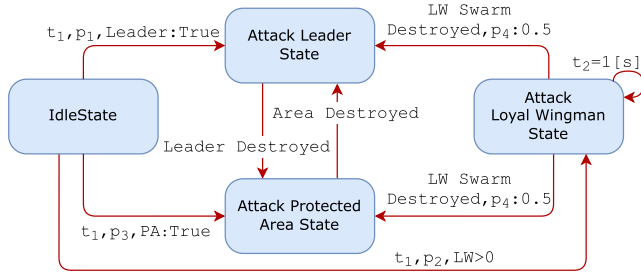 t₁,p₁,Leader:True
Attack Leader
State
LW Swarm
Destroyed,p₄:0.5
t₂=1[s]
IdleState
Area Destroyed
Leader Destroyed
Attack
Loyal Wingman
State
t₁,p₃,PA:True
Attack Protected
Area State
LW Swarm
Destroyed,p₄:0.5
t₁,p₂,LW>0